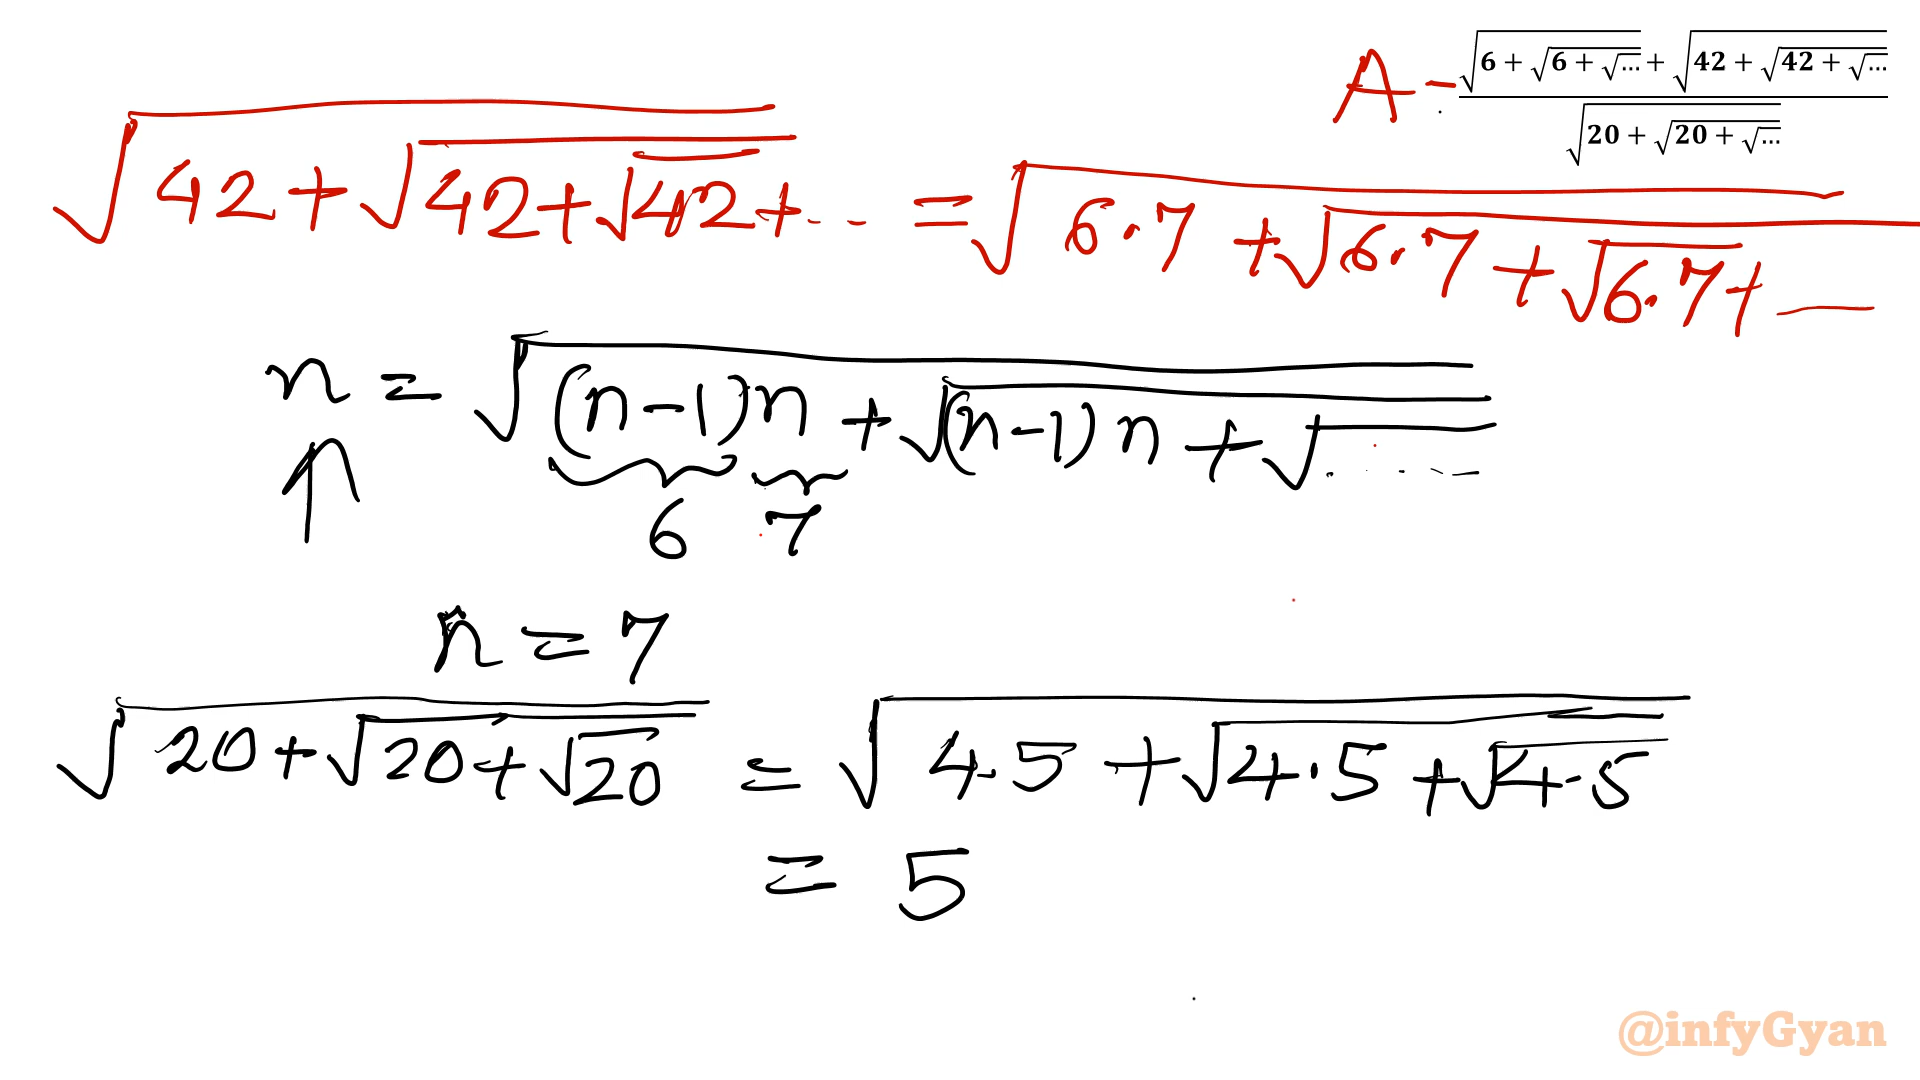 A = (√(6 + √(6 + √...)) + √(42 + √(42 + √...))) / √(20 + √(20 + √...))
√(42 + √(42 + √(42 + ... = √(6·7 + √(6·7 + √(6·7 + —
n = √((n-1)n + √((n-1)n + √.....
6 7
n = 7
√(20 + √(20 + √20 = √(4·5 + √(4·5 + √4·5
= 5
@infyGyan